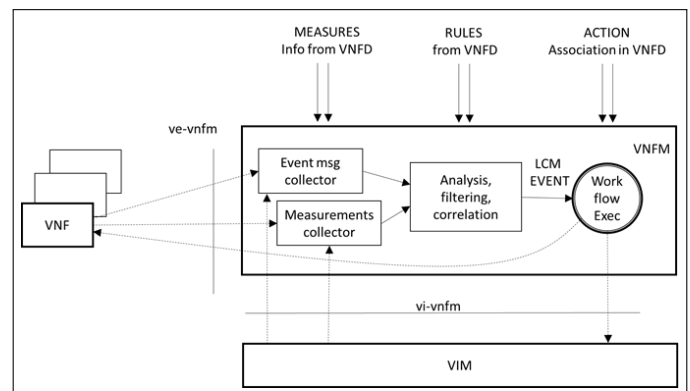 MEASURES
Info from VNFD
RULES
from VNFD
ACTION
Association in VNFD
ve-vnfm
VNFM
Event msg
collector
Measurements
collector
Analysis,
filtering,
correlation
LCM
EVENT
Work
flow
Exec
VNF
vi-vnfm
VIM